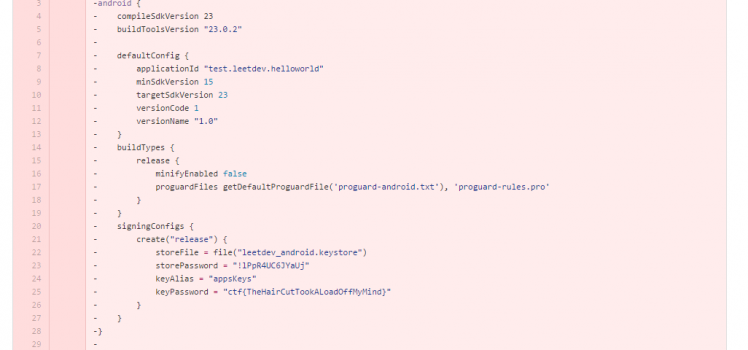 3 -android {
4 -    compileSdkVersion 23
5 -    buildToolsVersion "23.0.2"
6 -
7 -    defaultConfig {
8 -        applicationId "test.leetdev.helloworld"
9 -        minSdkVersion 15
10 -        targetSdkVersion 23
11 -        versionCode 1
12 -        versionName "1.0"
13 -    }
14 -    buildTypes {
15 -        release {
16 -            minifyEnabled false
17 -            proguardFiles getDefaultProguardFile('proguard-android.txt'), 'proguard-rules.pro'
18 -        }
19 -    }
20 -    signingConfigs {
21 -        create("release") {
22 -            storeFile = file("leetdev_android.keystore")
23 -            storePassword = "!lPpR4UC6JYaUj"
24 -            keyAlias = "appsKeys"
25 -            keyPassword = "ctf{TheHairCutTookALoadOffMyMind}"
26 -        }
27 -    }
28 -}
29 -